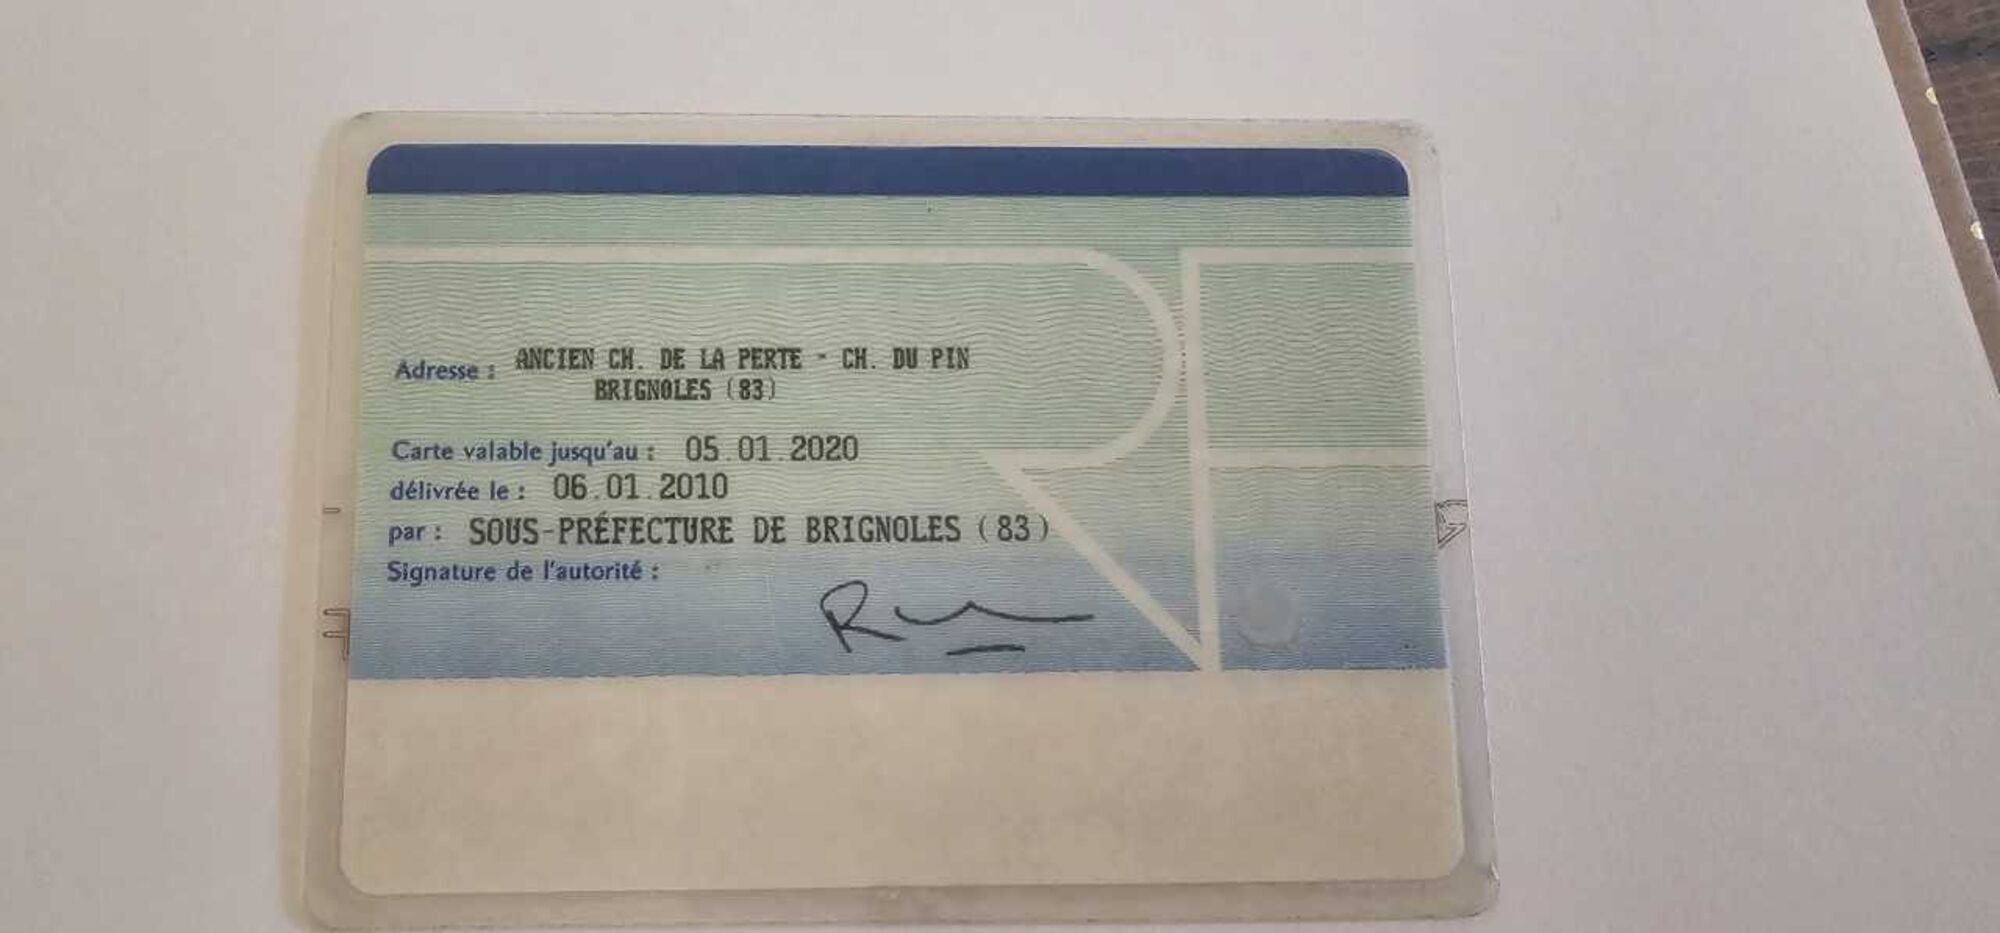 Adresse : ANCIEN CH. DE LA PERTE - CH. DU PIN
BRIGNOLES (83)
Carte valable jusqu'au : 05.01.2020
délivrée le : 06.01.2010
par : SOUS-PRÉFECTURE DE BRIGNOLES (83)
Signature de l'autorité :
RF